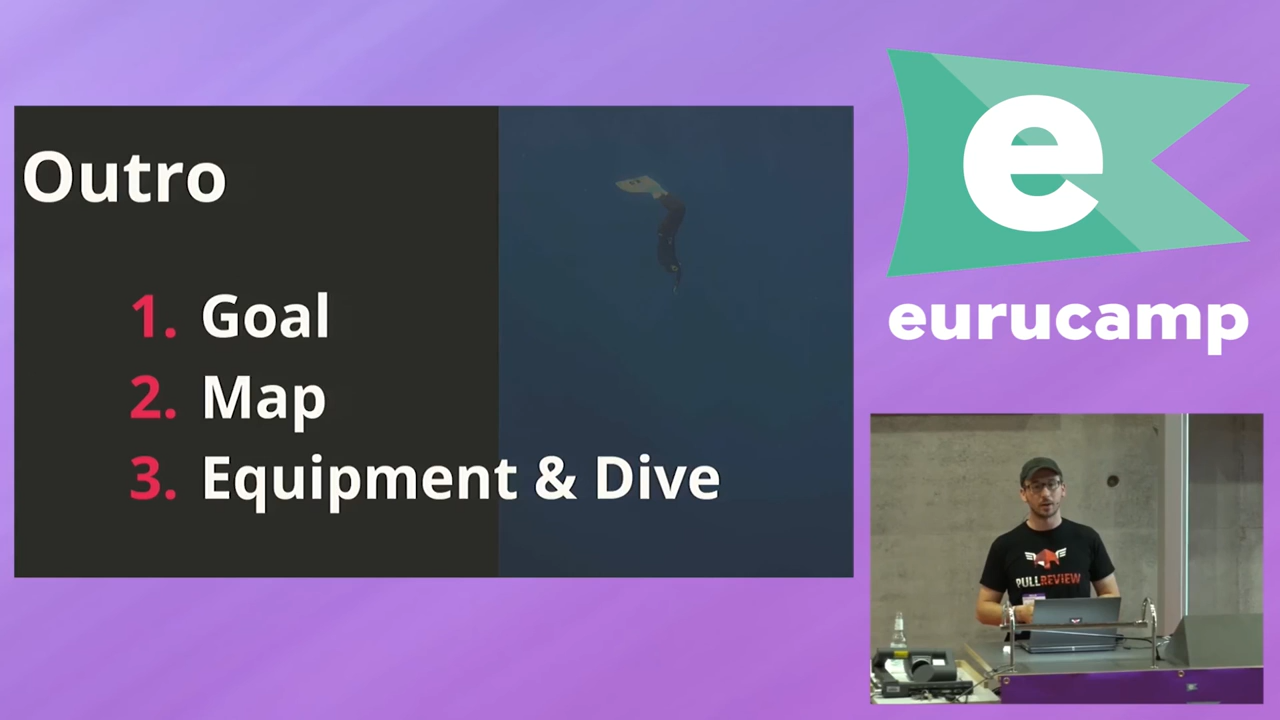 Outro
1. Goal
2. Map
3. Equipment & Dive
e
eurucamp
PULLREVIEW